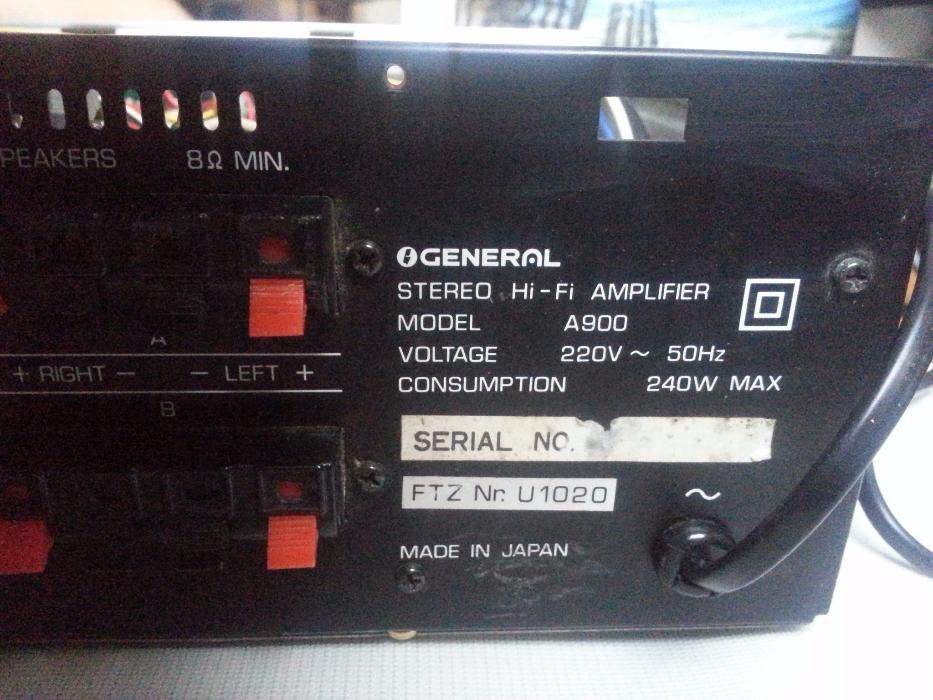 PEAKERS 8Ω MIN.
A
+ RIGHT − − LEFT +
B
GENERAL
STEREO Hi-Fi AMPLIFIER
MODEL A900
VOLTAGE 220V ~ 50Hz
CONSUMPTION 240W MAX
SERIAL NO.
FTZ Nr. U1020
~
MADE IN JAPAN